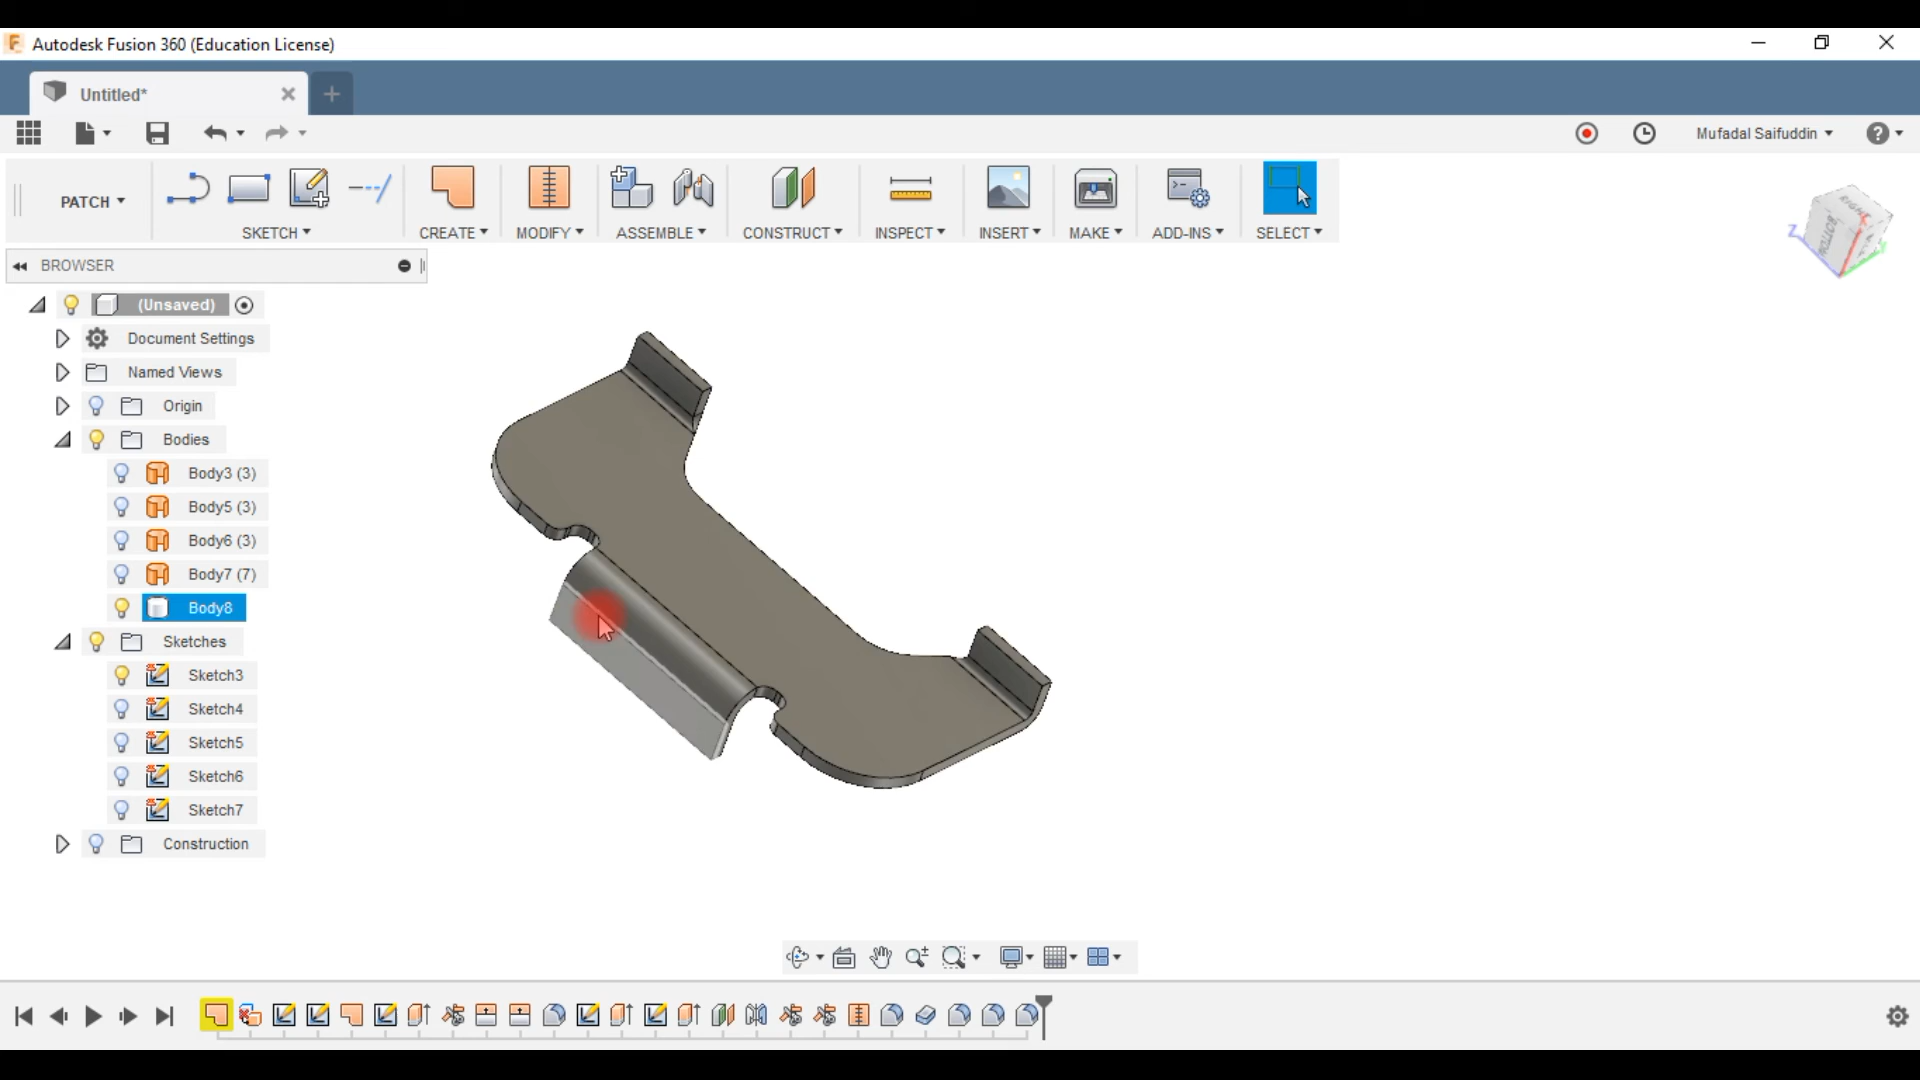 Autodesk Fusion 360 (Education License)
Untitled*
Mufadal Saifuddin
PATCH
SKETCH
CREATE
MODIFY
ASSEMBLE
CONSTRUCT
INSPECT
INSERT
MAKE
ADD-INS
SELECT
BROWSER
(Unsaved)
Document Settings
Named Views
Origin
Bodies
Body3 (3)
Body5 (3)
Body6 (3)
Body7 (7)
Body8
Sketches
Sketch3
Sketch4
Sketch5
Sketch6
Sketch7
Construction
Z
RIGHT
BOTTOM